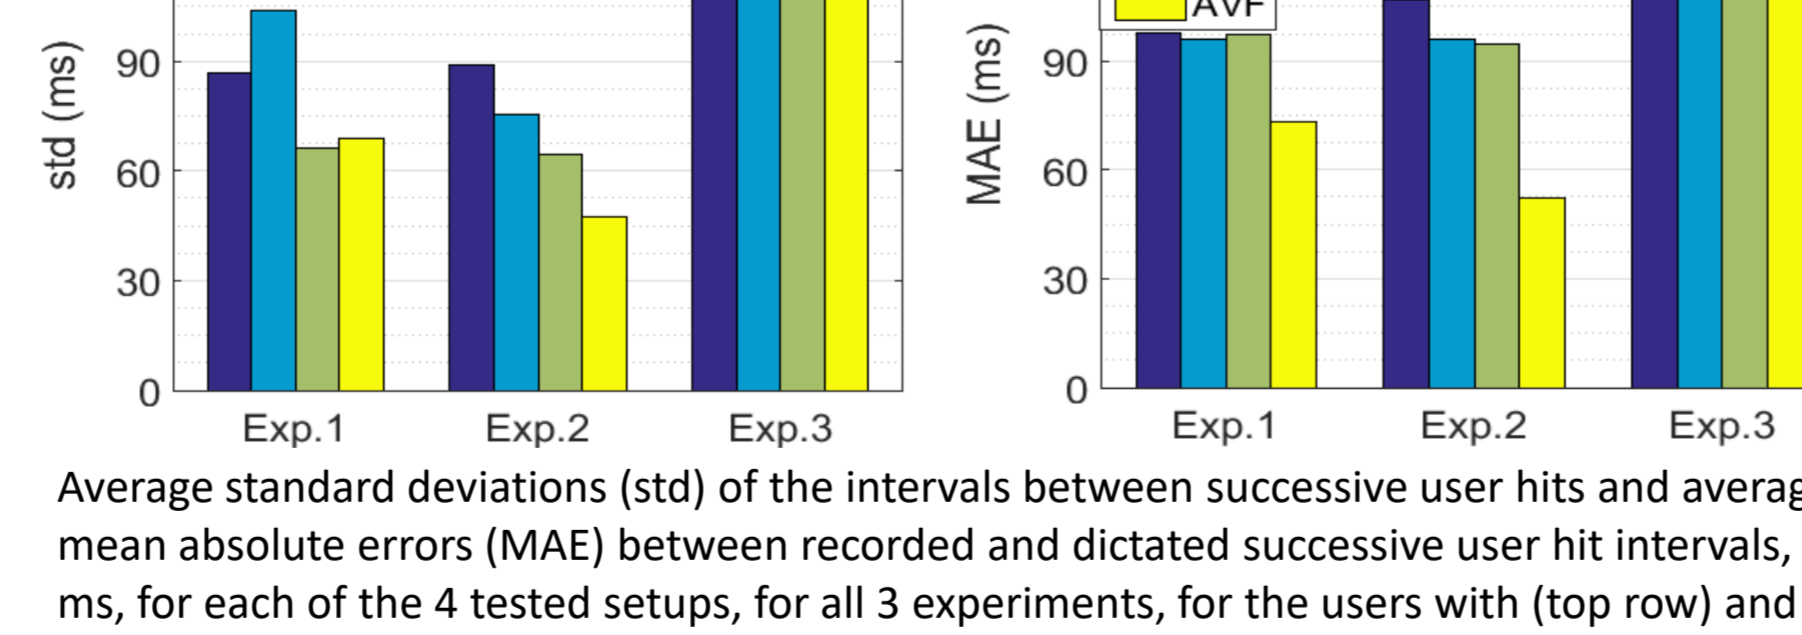 AVF
std (ms)
90
60
30
0
Exp.1 Exp.2 Exp.3
MAE (ms)
90
60
30
0
Exp.1 Exp.2 Exp.3
Average standard deviations (std) of the intervals between successive user hits and averag
mean absolute errors (MAE) between recorded and dictated successive user hit intervals,
ms, for each of the 4 tested setups, for all 3 experiments, for the users with (top row) and